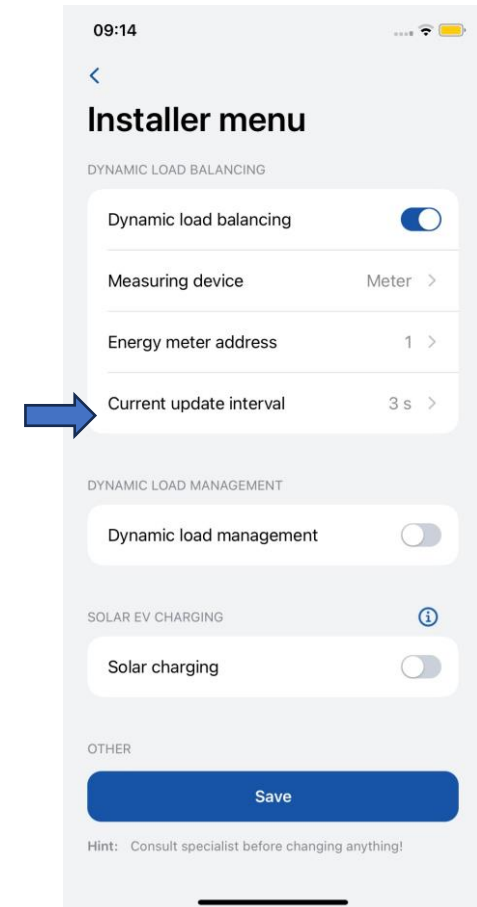 09:14
Installer menu
DYNAMIC LOAD BALANCING
Dynamic load balancing
Measuring device Meter
Energy meter address 1
Current update interval 3 s
DYNAMIC LOAD MANAGEMENT
Dynamic load management
SOLAR EV CHARGING
Solar charging
OTHER
Save
Hint: Consult specialist before changing anything!